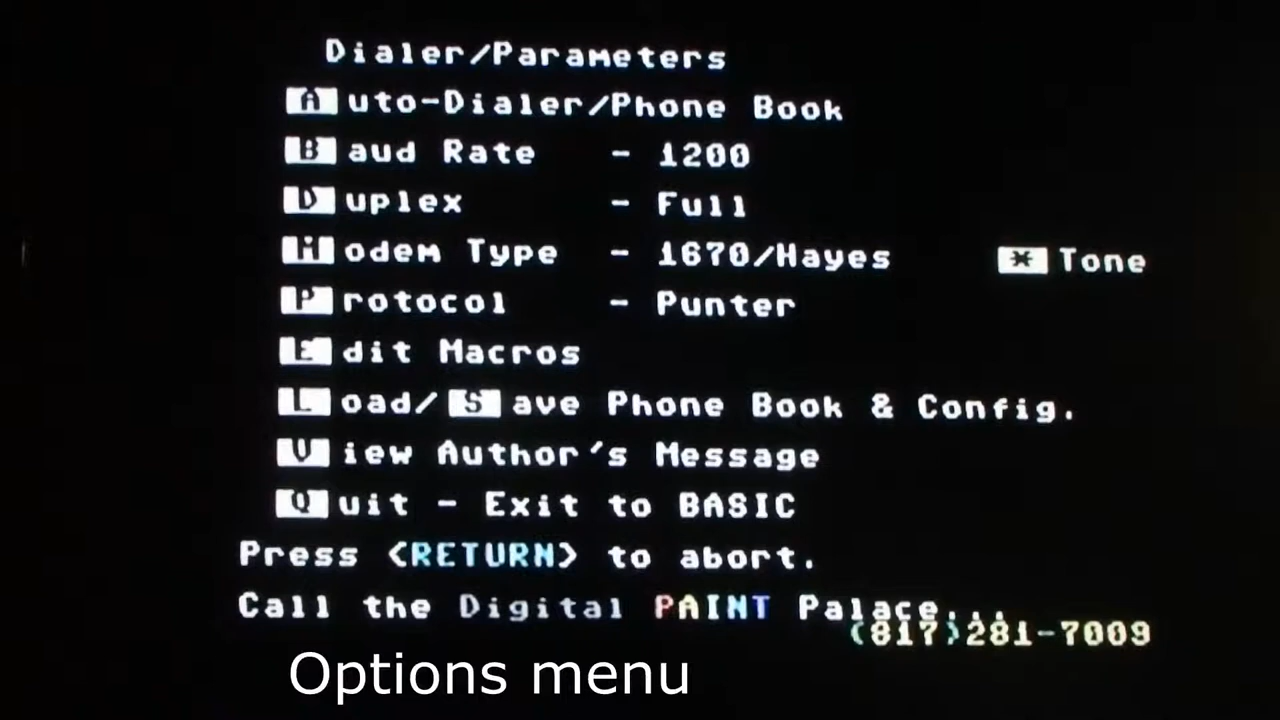 Dialer/Parameters
Auto-Dialer/Phone Book
Baud Rate - 1200
Duplex - Full
Modem Type - 1670/Hayes * Tone
Protocol - Punter
Edit Macros
Load/Save Phone Book & Config.
View Author's Message
Quit - Exit to BASIC
Press <RETURN> to abort.
Call the Digital PAINT Palace...
(817)281-7009
Options menu